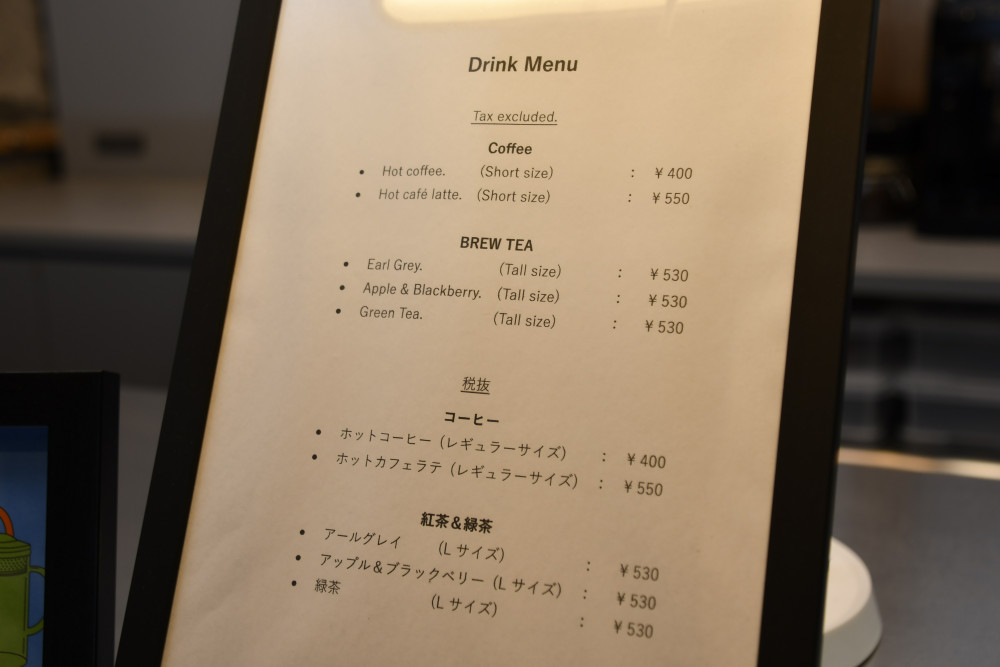 Drink Menu
Tax excluded.
Coffee
• Hot coffee. (Short size) : ¥ 400
• Hot café latte. (Short size) : ¥ 550
BREW TEA
• Earl Grey. (Tall size) : ¥ 530
• Apple & Blackberry. (Tall size) : ¥ 530
• Green Tea. (Tall size) : ¥ 530
税抜
コーヒー
• ホットコーヒー（レギュラーサイズ） : ¥ 400
• ホットカフェラテ（レギュラーサイズ） : ¥ 550
紅茶＆緑茶
• アールグレイ （L サイズ） : ¥ 530
• アップル＆ブラックベリー（L サイズ） : ¥ 530
• 緑茶 （L サイズ） : ¥ 530